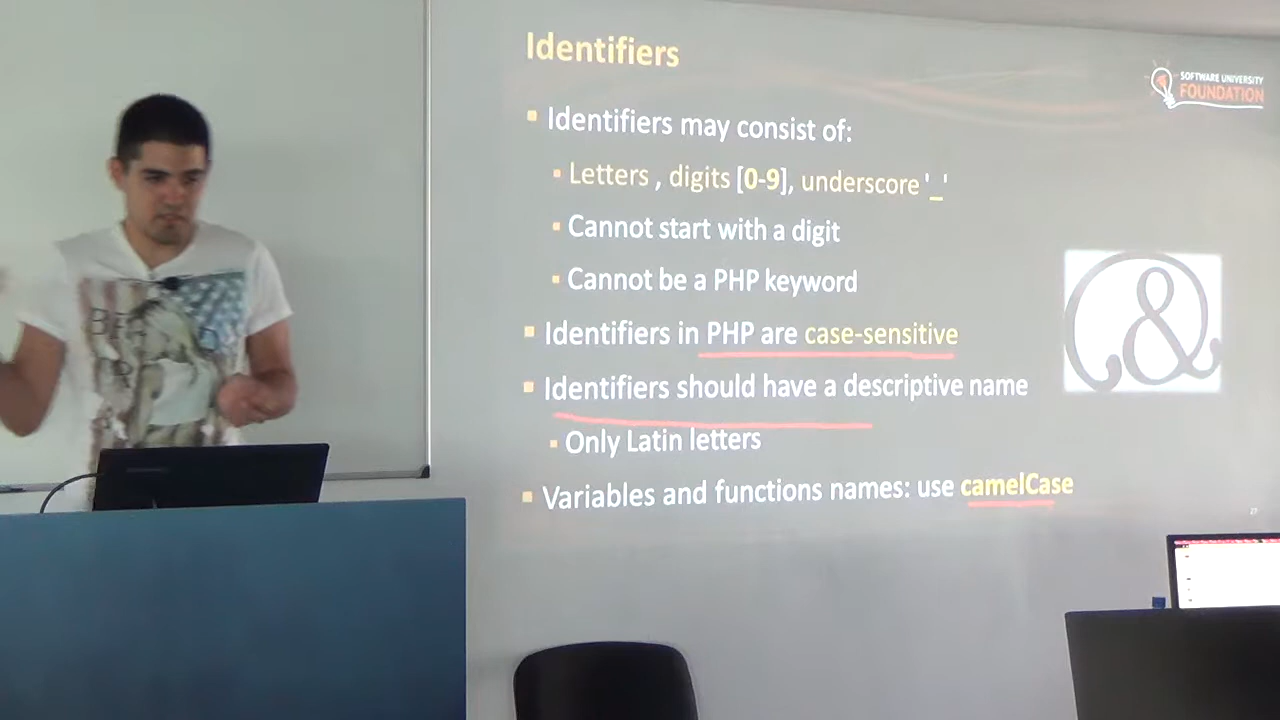 Identifiers
SOFTWARE UNIVERSITY
FOUNDATION
▪ Identifiers may consist of:
▪ Letters , digits [0-9], underscore '_'
▪ Cannot start with a digit
▪ Cannot be a PHP keyword
▪ Identifiers in PHP are case-sensitive
▪ Identifiers should have a descriptive name
▪ Only Latin letters
▪ Variables and functions names: use camelCase
&
27